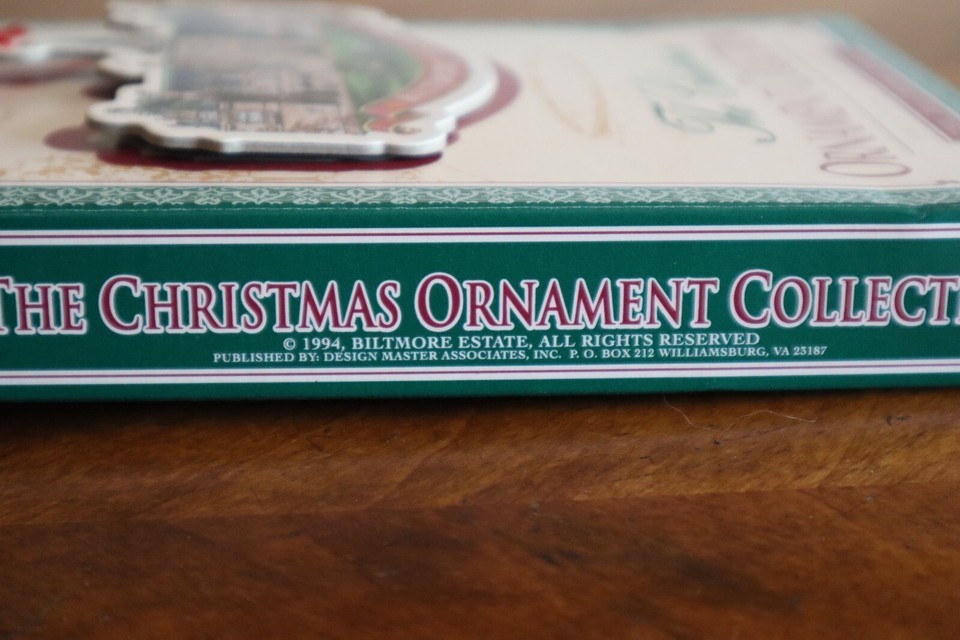 THE CHRISTMAS ORNAMENT COLLECTI
© 1994, BILTMORE ESTATE, ALL RIGHTS RESERVED
PUBLISHED BY: DESIGN MASTER ASSOCIATES, INC. P. O. BOX 212 WILLIAMSBURG, VA 23187